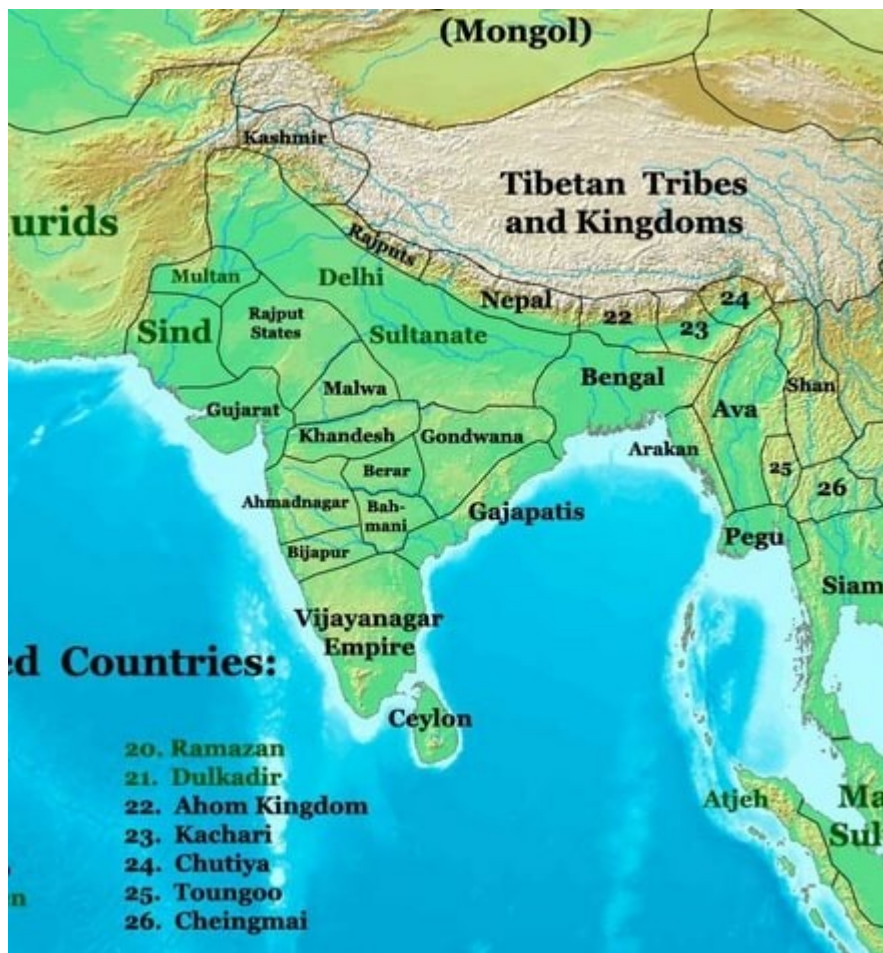 (Mongol)
Kashmir
Tibetan Tribes
and Kingdoms
urids
Rajputs
Multan
Delhi
Nepal
24
22
23
Sind
Rajput
States
Sultanate
Bengal
Shan
Malwa
Ava
Gujarat
Khandesh
Gondwana
Arakan
Berar
25
26
Ahmadnagar
Bah-
mani
Gajapatis
Pegu
Bijapur
Siam
Vijayanagar
Empire
ed Countries:
Ceylon
20. Ramazan
21. Dulkadir
22. Ahom Kingdom
23. Kachari
24. Chutiya
25. Toungoo
26. Cheingmai
Atjeh
Ma
Sul
en